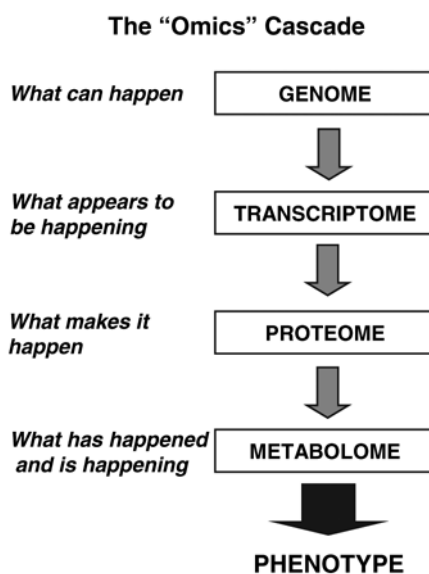 The “Omics” Cascade
What can happen
GENOME
What appears to
be happening
TRANSCRIPTOME
What makes it
happen
PROTEOME
What has happened
and is happening
METABOLOME
PHENOTYPE